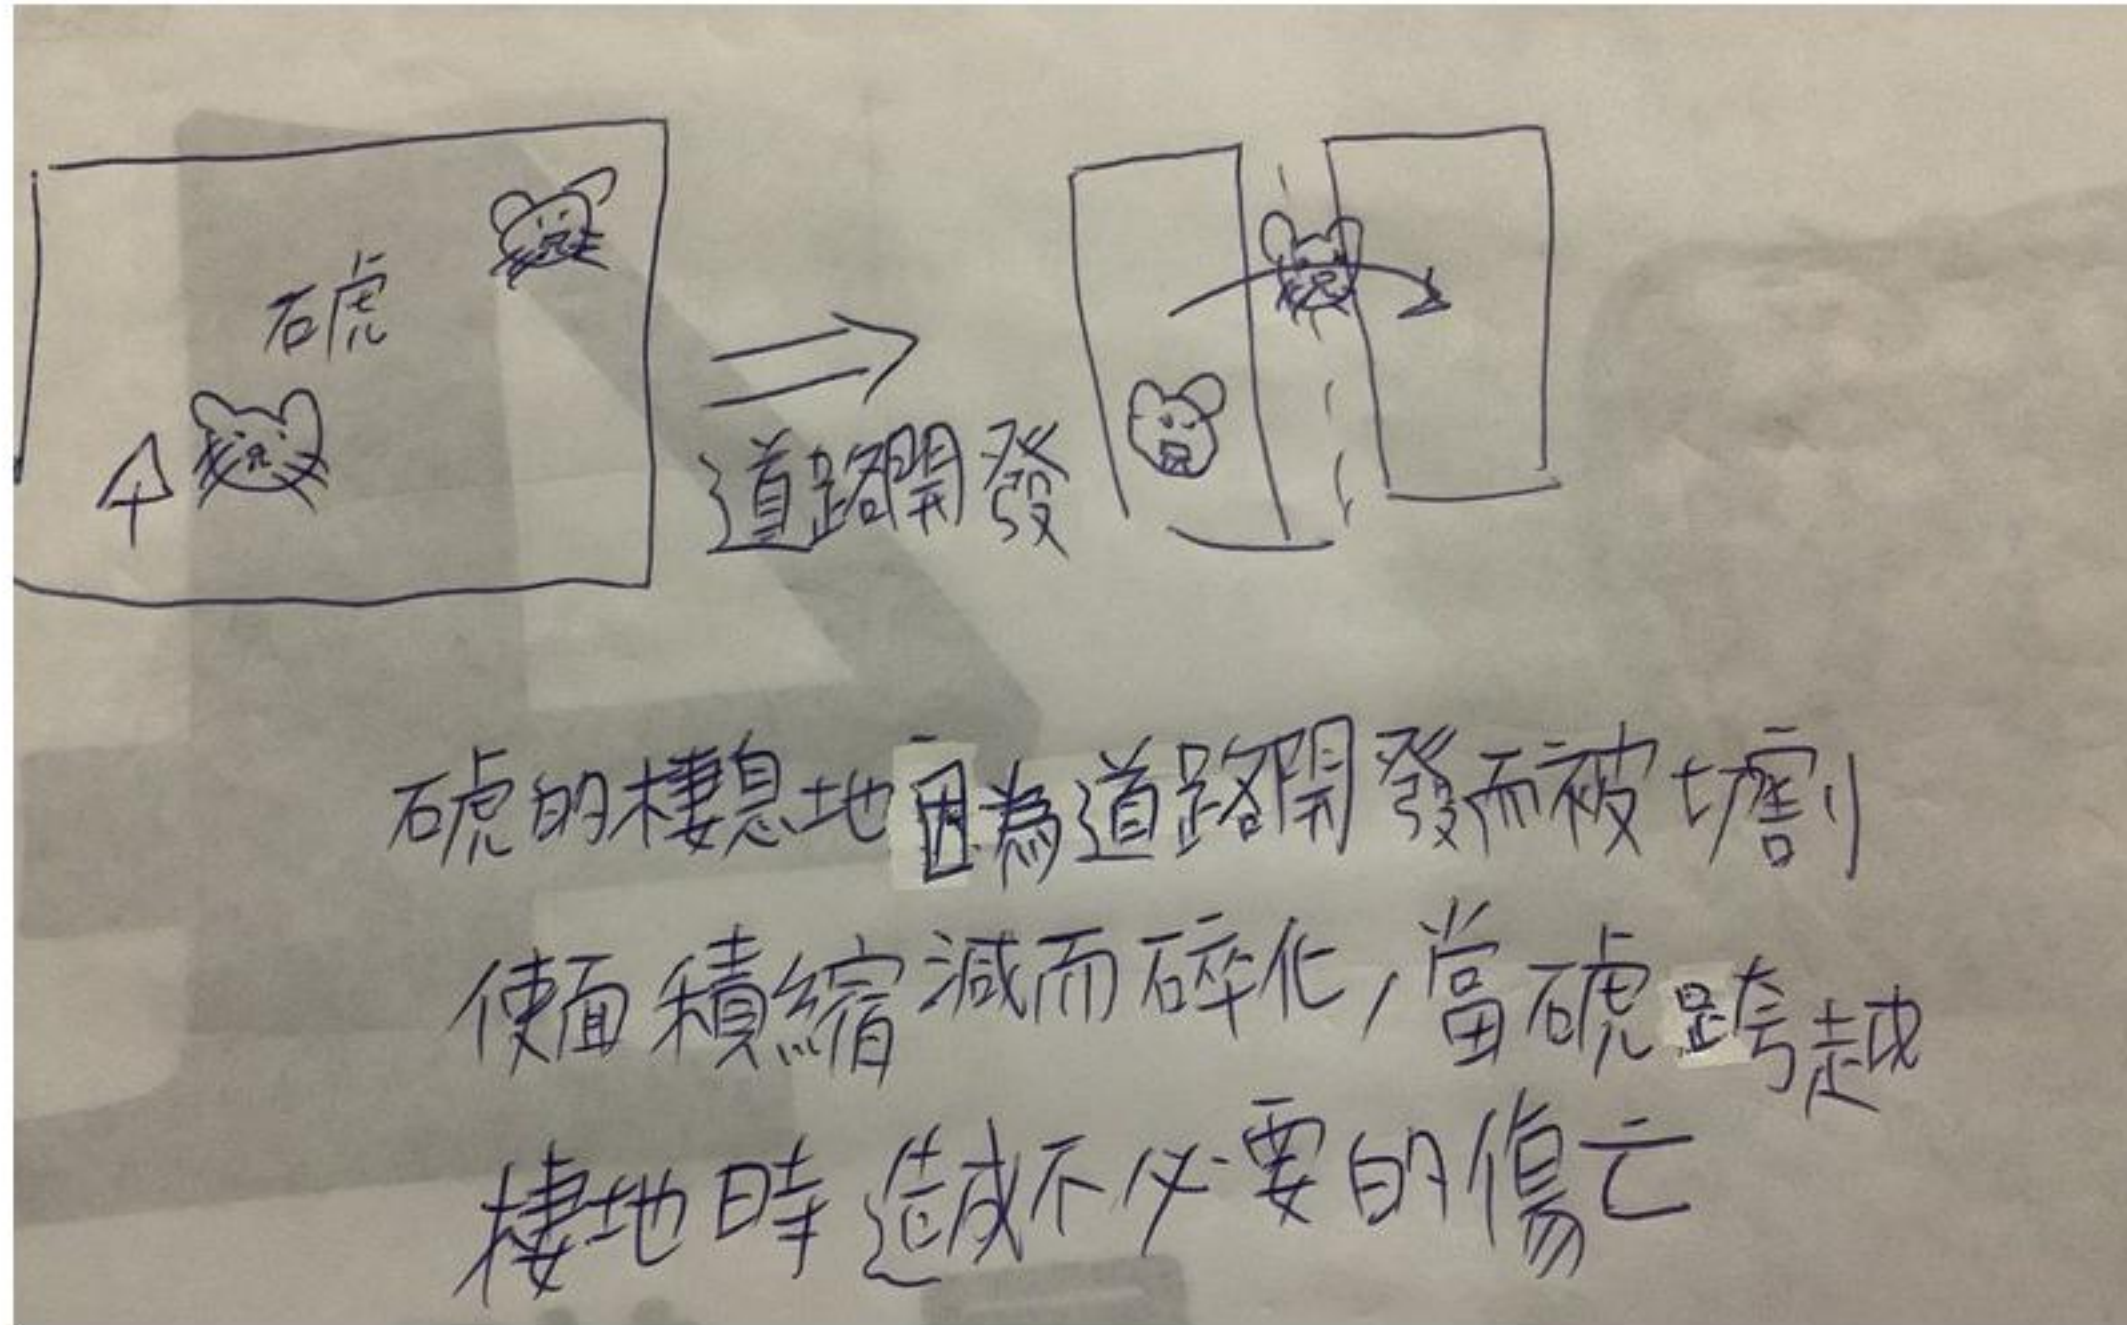 石虎
道路開發
石虎的棲息地因為道路開發而被切割
使面積縮減而碎化,當石虎跨越
棲地時造成不必要的傷亡